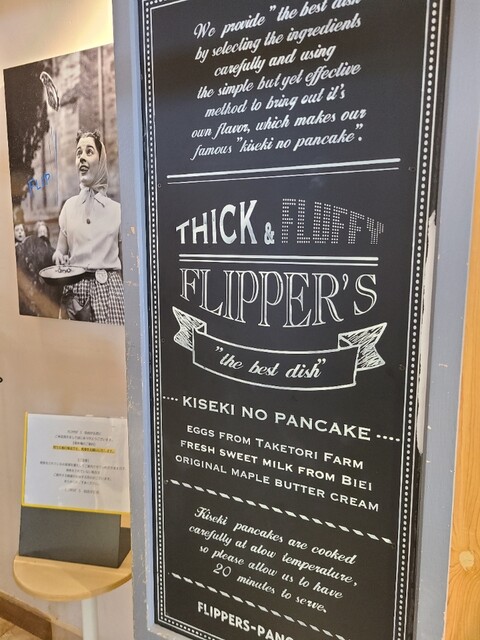 We provide "the best dish
by selecting the ingredients
carefully and using
the simple but yet effective
method to bring out it's
own flavor, which makes our
famous "kiseki no pancake".
THICK & FLUFFY
FLIPPER'S
"the best dish"
KISEKI NO PANCAKE
EGGS FROM TAKETORI FARM
FRESH SWEET MILK FROM BIEI
ORIGINAL MAPLE BUTTER CREAM
Kiseki pancakes are cooked
carefully at alow temperature,
so please allow us to have
20 minutes to serve.
FLIPPERS-PANC
FLIP